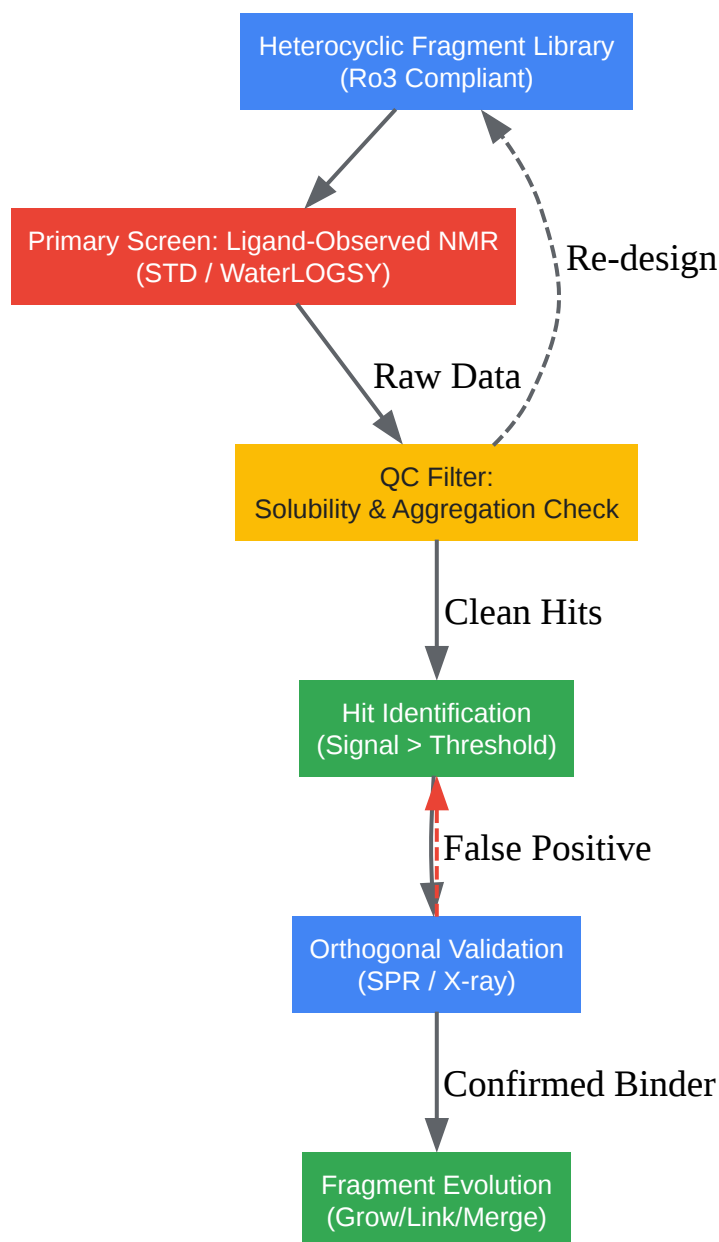 Heterocyclic Fragment Library
(Ro3 Compliant)
Primary Screen: Ligand-Observed NMR
(STD / WaterLOGSY)
Re-design
Raw Data
QC Filter:
Solubility & Aggregation Check
Clean Hits
Hit Identification
(Signal > Threshold)
False Positive
Orthogonal Validation
(SPR / X-ray)
Confirmed Binder
Fragment Evolution
(Grow/Link/Merge)